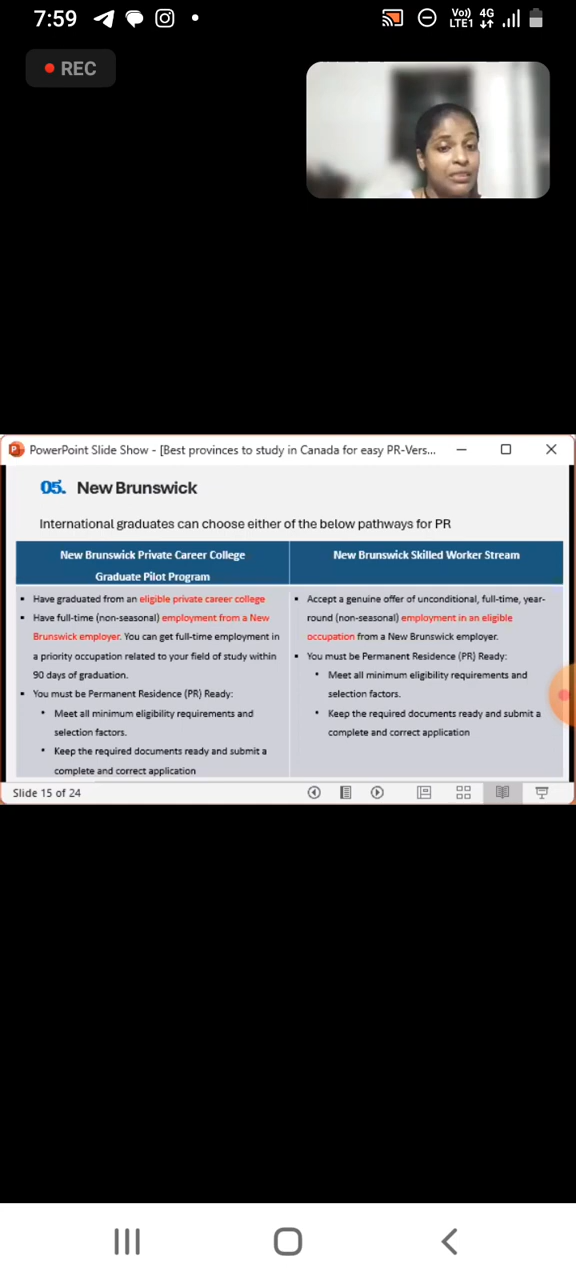 7:59
Vo)) 4G
LTE1
REC
PowerPoint Slide Show - [Best provinces to study in Canada for easy PR-Vers...
05. New Brunswick
International graduates can choose either of the below pathways for PR
New Brunswick Private Career College
Graduate Pilot Program
▪ Have graduated from an eligible private career college
▪ Have full-time (non-seasonal) employment from a New
Brunswick employer. You can get full-time employment in
a priority occupation related to your field of study within
90 days of graduation.
▪ You must be Permanent Residence (PR) Ready:
• Meet all minimum eligibility requirements and
selection factors.
• Keep the required documents ready and submit a
complete and correct application
New Brunswick Skilled Worker Stream
▪ Accept a genuine offer of unconditional, full-time, year-
round (non-seasonal) employment in an eligible
occupation from a New Brunswick employer.
▪ You must be Permanent Residence (PR) Ready:
• Meet all minimum eligibility requirements and
selection factors.
• Keep the required documents ready and submit a
complete and correct application
Slide 15 of 24